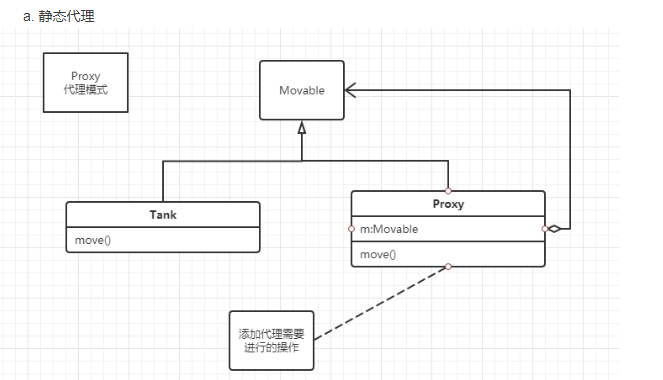 a. 静态代理
Proxy
代理模式
Movable
Tank
move()
Proxy
m:Movable
move()
添加代理需要
进行的操作